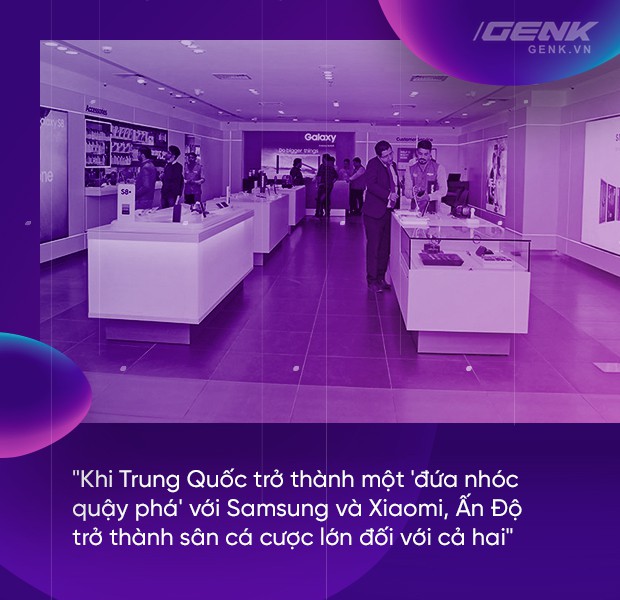 GENK
GENK.VN
Accessories
Galaxy
Do bigger things
Customer Service
S8+
"Khi Trung Quốc trở thành một 'đứa nhóc
quậy phá' với Samsung và Xiaomi, Ấn Độ
trở thành sân cá cược lớn đối với cả hai"